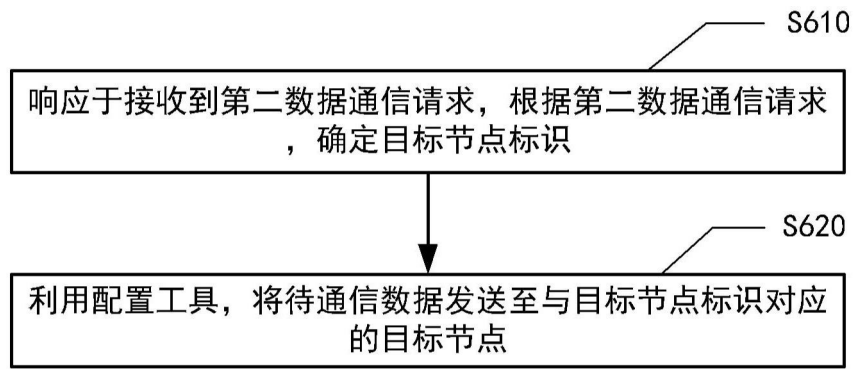 S610
响应于接收到第二数据通信请求，根据第二数据通信请求
，确定目标节点标识
S620
利用配置工具，将待通信数据发送至与目标节点标识对应
的目标节点